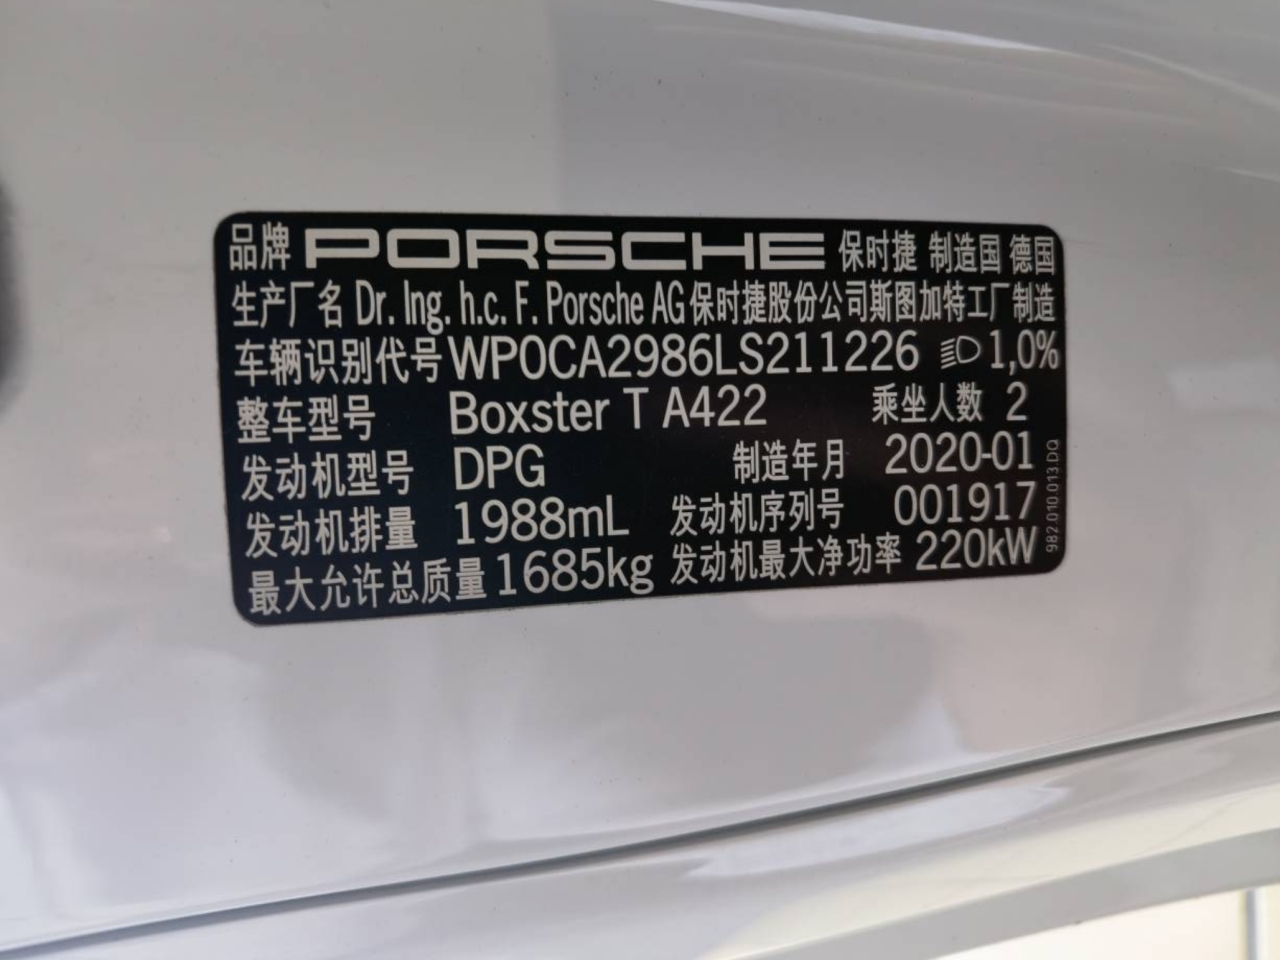 品牌 PORSCHE 保时捷 制造国 德国
生产厂名 Dr. Ing. h.c. F. Porsche AG 保时捷股份公司斯图加特工厂制造
车辆识别代号 WP0CA2986LS211226 1,0%
整车型号 Boxster T A422 乘坐人数 2
发动机型号 DPG 制造年月 2020-01
发动机排量 1988mL 发动机序列号 001917
最大允许总质量 1685kg 发动机最大净功率 220kW
982.010.013.DQ